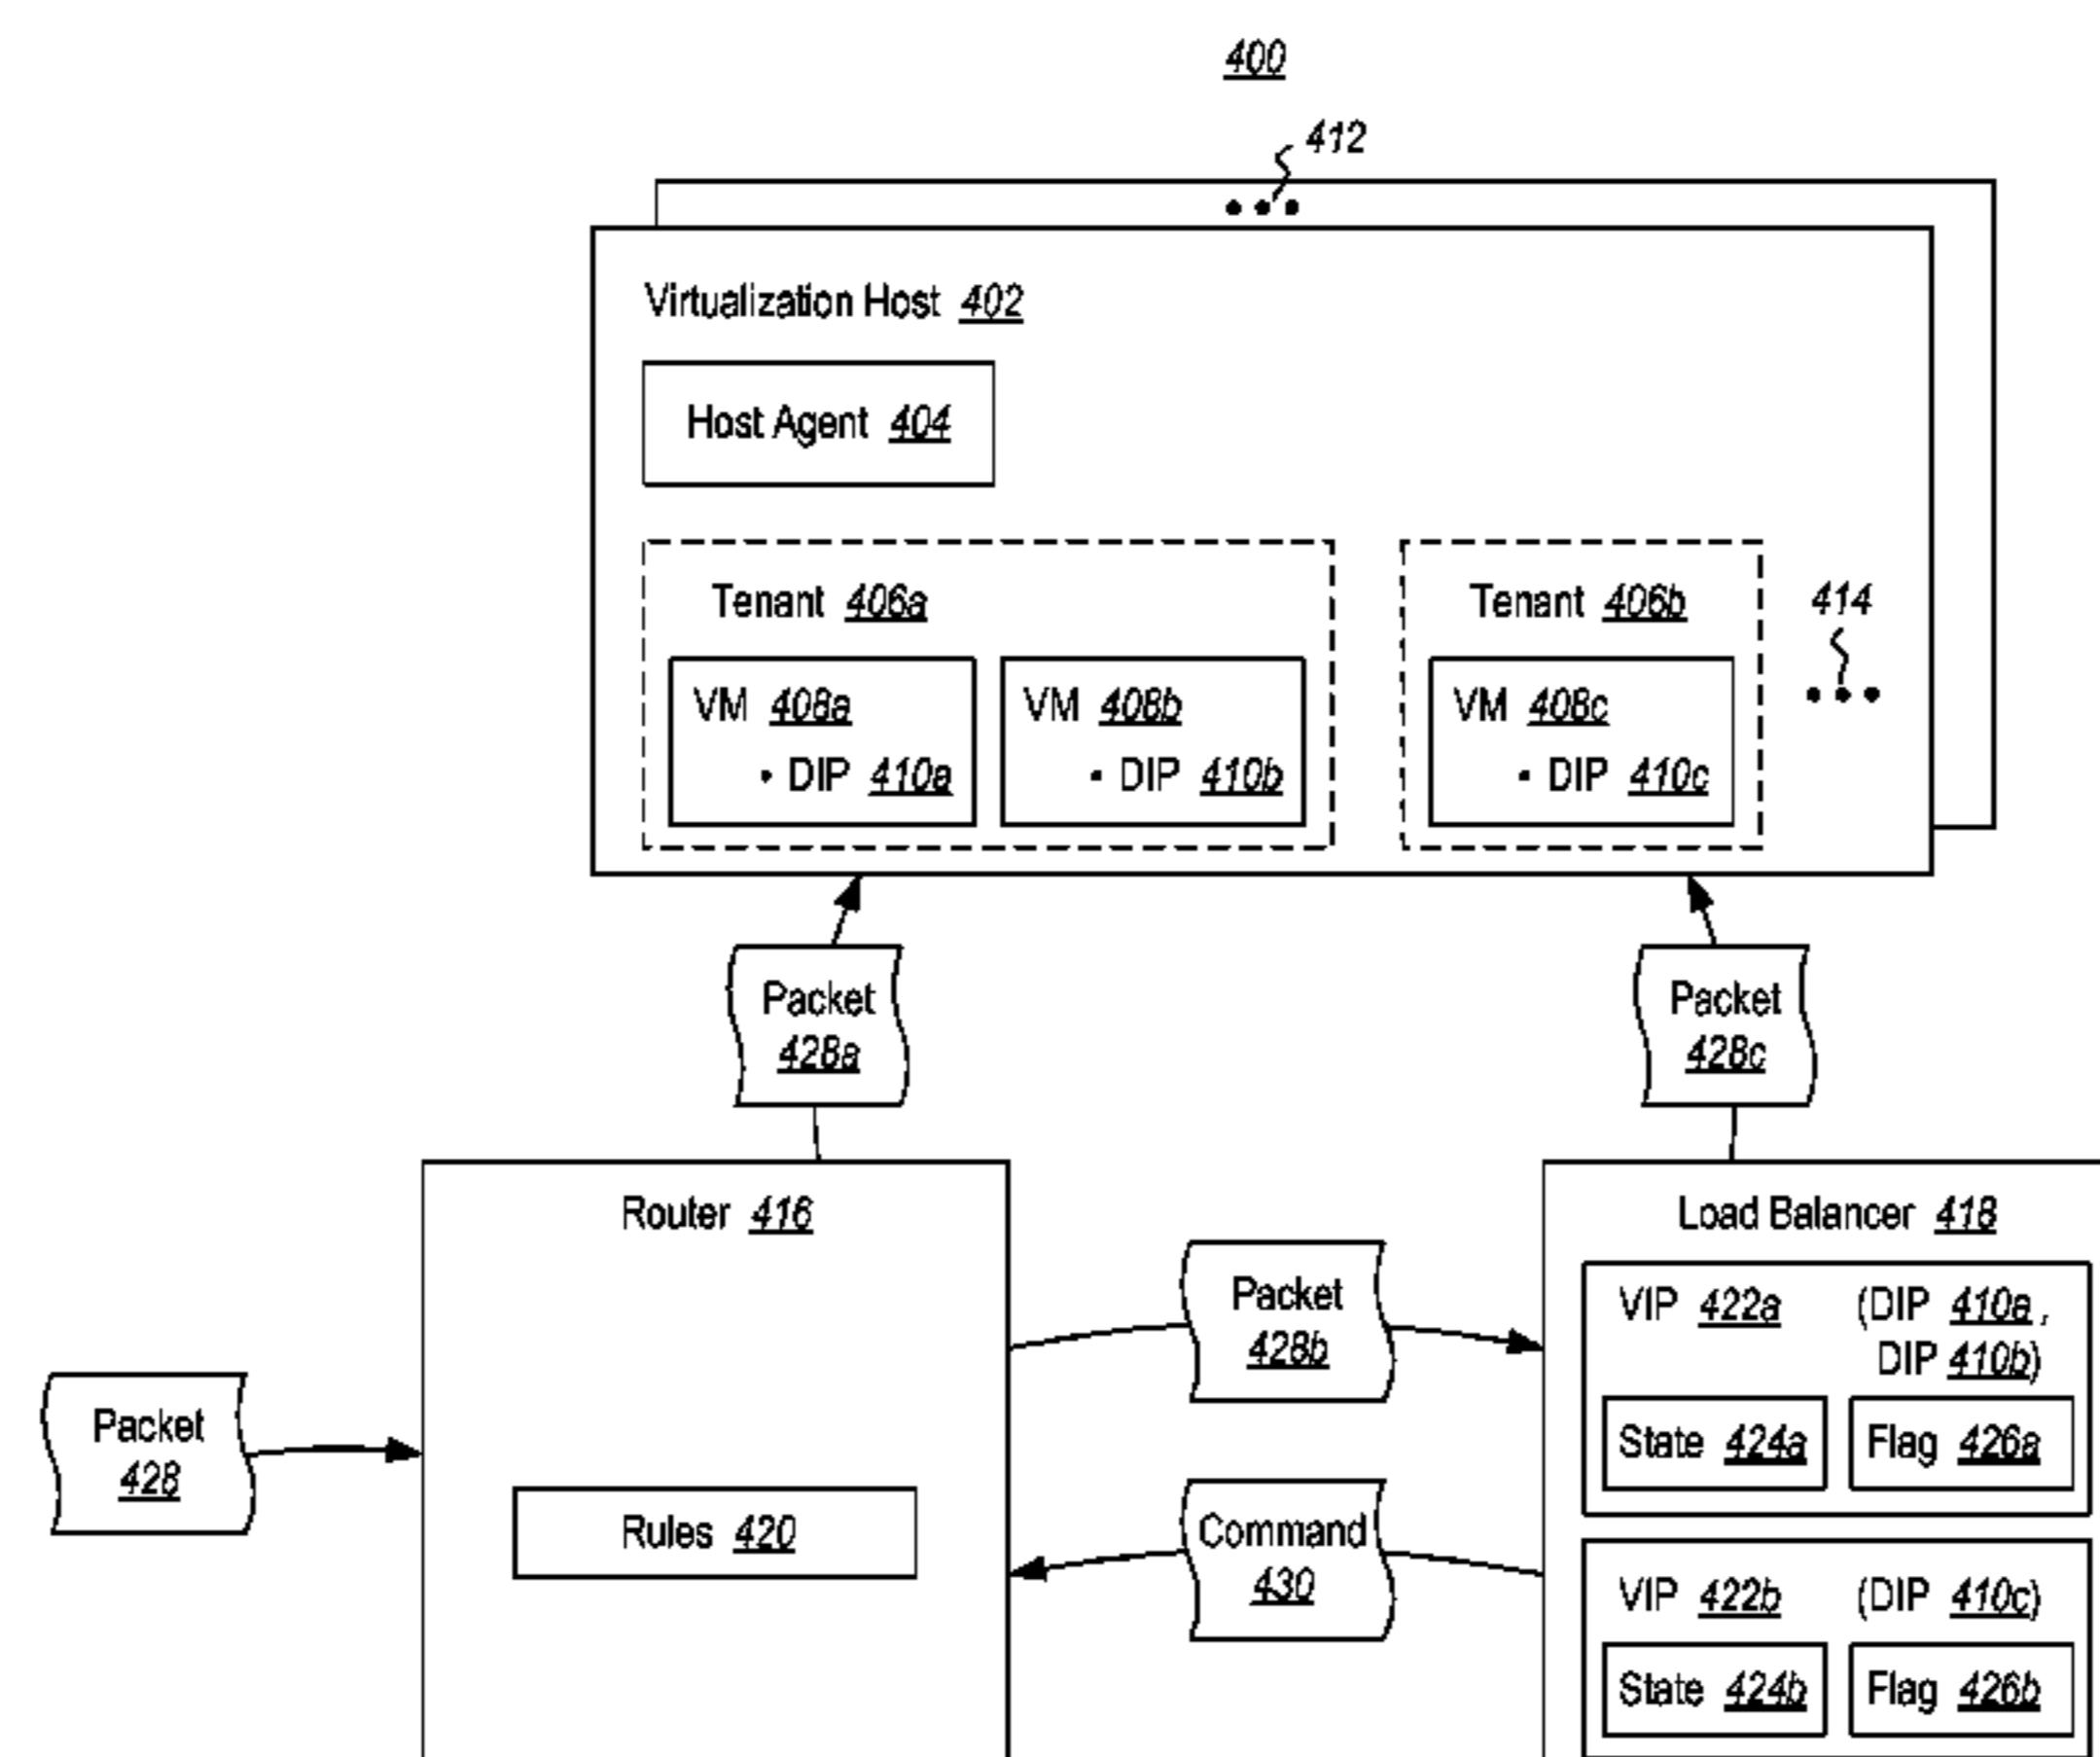 400
412
Virtualization Host 402
Host Agent 404
Tenant 406a
Tenant 406b
414
VM 408a
• DIP 410a
VM 408b
• DIP 410b
VM 408c
• DIP 410c
Packet
428a
Packet
428c
Router 416
Load Balancer 418
Packet
428b
VIP 422a (DIP 410a,
DIP 410b)
State 424a
Flag 426a
Packet
428
Rules 420
Command
430
VIP 422b (DIP 410c)
State 424b
Flag 426b